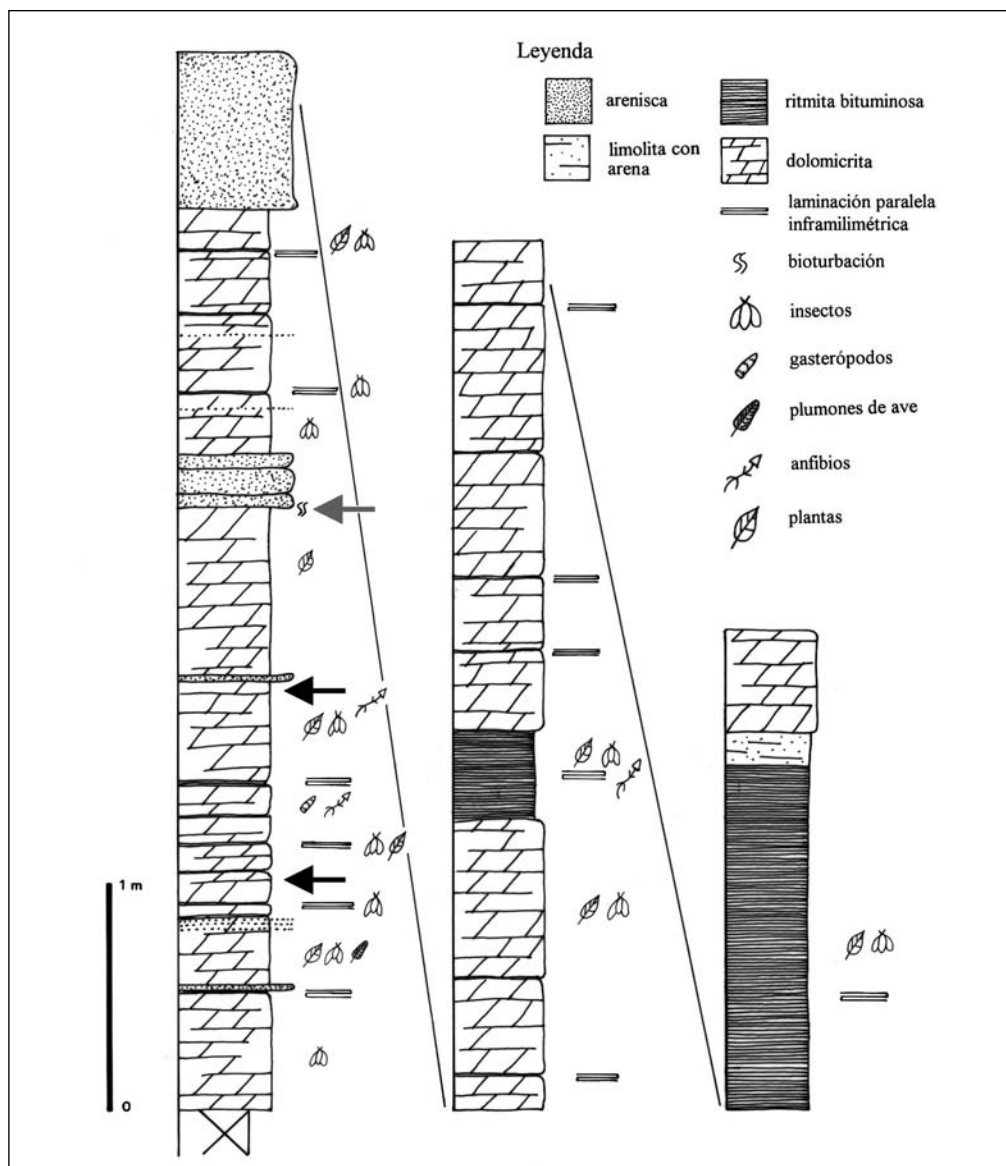 Leyenda
arenisca
ritmita bituminosa
limolita con
arena
dolomicrita
laminación paralela
inframilimétrica
bioturbación
insectos
gasterópodos
plumones de ave
anfibios
plantas
1 m
0